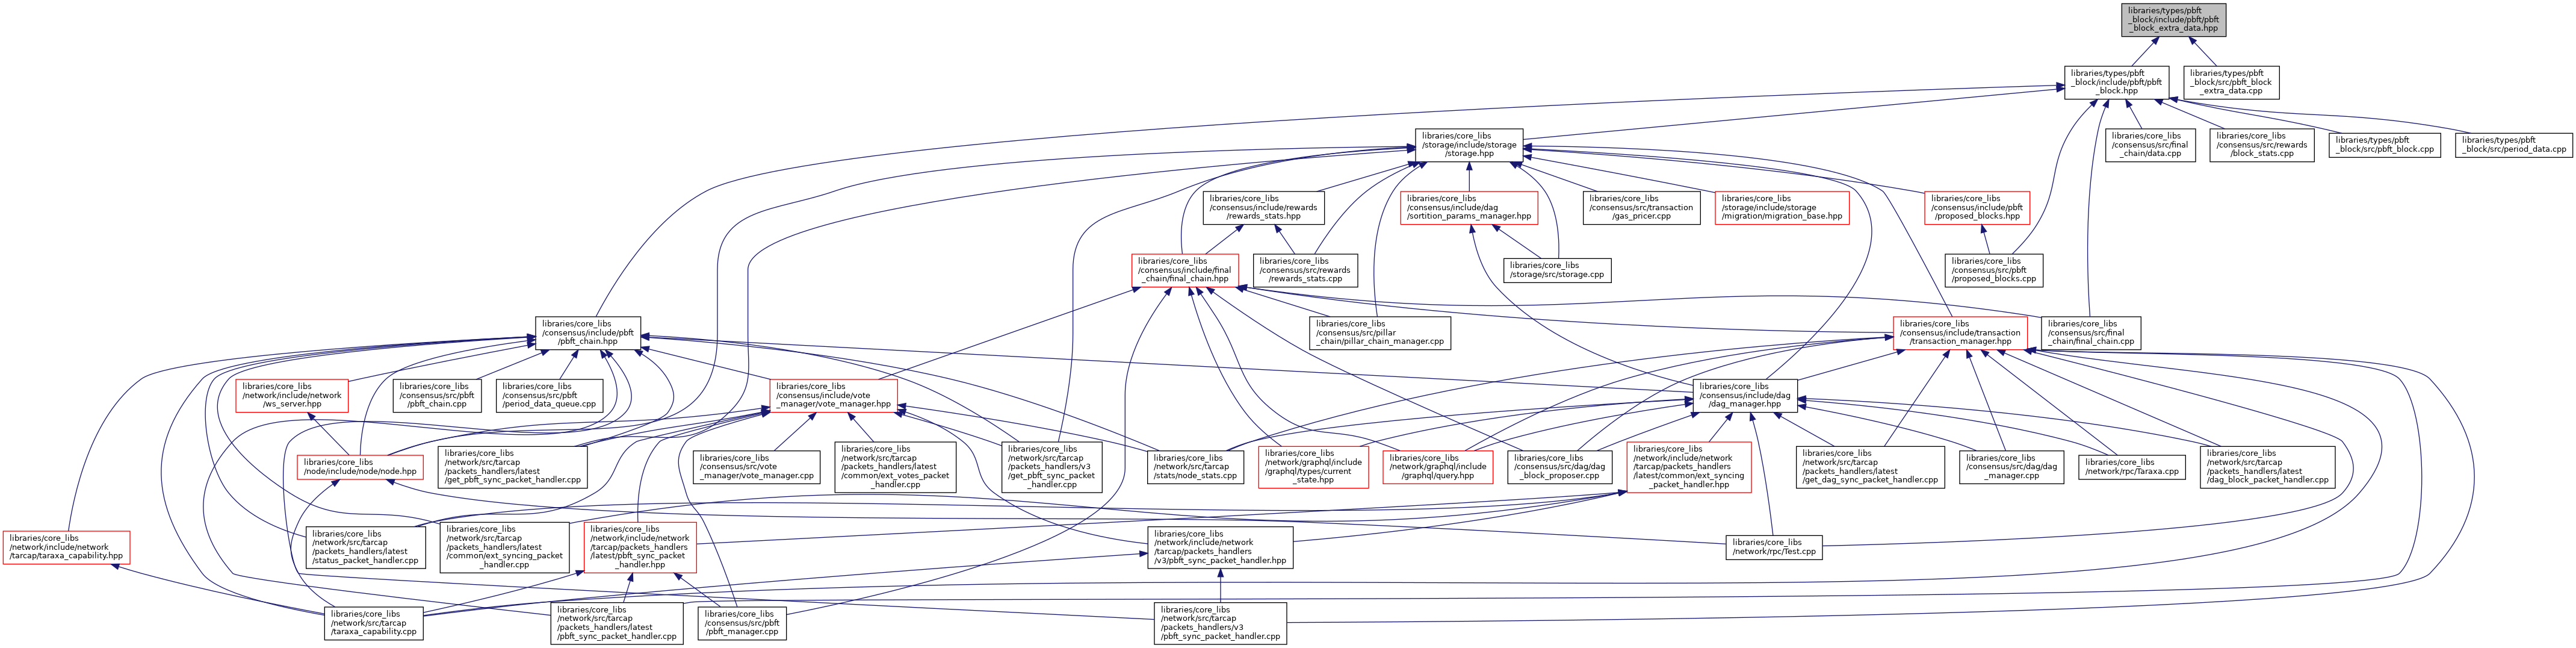 libraries/types/pbft
_block/include/pbft/pbft
_block_extra_data.hpp
libraries/types/pbft
_block/include/pbft/pbft
_block.hpp
libraries/types/pbft
_block/src/pbft_block
_extra_data.cpp
libraries/core_libs
/storage/include/storage
/storage.hpp
libraries/core_libs
/consensus/src/final
_chain/data.cpp
libraries/core_libs
/consensus/src/rewards
/block_stats.cpp
libraries/types/pbft
_block/src/pbft_block.cpp
libraries/types/pbft
_block/src/period_data.cpp
libraries/core_libs
/consensus/include/rewards
/rewards_stats.hpp
libraries/core_libs
/consensus/include/dag
/sortition_params_manager.hpp
libraries/core_libs
/consensus/src/transaction
/gas_pricer.cpp
libraries/core_libs
/storage/include/storage
/migration/migration_base.hpp
libraries/core_libs
/consensus/include/pbft
/proposed_blocks.hpp
libraries/core_libs
/consensus/include/final
_chain/final_chain.hpp
libraries/core_libs
/consensus/src/rewards
/rewards_stats.cpp
libraries/core_libs
/storage/src/storage.cpp
libraries/core_libs
/consensus/src/pbft
/proposed_blocks.cpp
libraries/core_libs
/consensus/include/pbft
/pbft_chain.hpp
libraries/core_libs
/consensus/src/pillar
_chain/pillar_chain_manager.cpp
libraries/core_libs
/consensus/include/transaction
/transaction_manager.hpp
libraries/core_libs
/consensus/src/final
_chain/final_chain.cpp
libraries/core_libs
/network/include/network
/ws_server.hpp
libraries/core_libs
/consensus/src/pbft
/pbft_chain.cpp
libraries/core_libs
/consensus/src/pbft
/period_data_queue.cpp
libraries/core_libs
/consensus/include/vote
_manager/vote_manager.hpp
libraries/core_libs
/consensus/include/dag
/dag_manager.hpp
libraries/core_libs
/node/include/node/node.hpp
libraries/core_libs
/network/src/tarcap
/packets_handlers/latest
/get_pbft_sync_packet_handler.cpp
libraries/core_libs
/consensus/src/vote
_manager/vote_manager.cpp
libraries/core_libs
/network/src/tarcap
/packets_handlers/latest
/common/ext_votes_packet
_handler.cpp
libraries/core_libs
/network/src/tarcap
/packets_handlers/v3
/get_pbft_sync_packet
_handler.cpp
libraries/core_libs
/network/src/tarcap
/stats/node_stats.cpp
libraries/core_libs
/network/graphql/include
/graphql/types/current
_state.hpp
libraries/core_libs
/network/graphql/include
/graphql/query.hpp
libraries/core_libs
/consensus/src/dag/dag
_block_proposer.cpp
libraries/core_libs
/network/include/network
/tarcap/packets_handlers
/latest/common/ext_syncing
_packet_handler.hpp
libraries/core_libs
/network/src/tarcap
/packets_handlers/latest
/get_dag_sync_packet_handler.cpp
libraries/core_libs
/consensus/src/dag/dag
_manager.cpp
libraries/core_libs
/network/rpc/Taraxa.cpp
libraries/core_libs
/network/src/tarcap
/packets_handlers/latest
/dag_block_packet_handler.cpp
libraries/core_libs
/network/include/network
/tarcap/taraxa_capability.hpp
libraries/core_libs
/network/src/tarcap
/packets_handlers/latest
/status_packet_handler.cpp
libraries/core_libs
/network/src/tarcap
/packets_handlers/latest
/common/ext_syncing_packet
_handler.cpp
libraries/core_libs
/network/include/network
/tarcap/packets_handlers
/latest/pbft_sync_packet
_handler.hpp
libraries/core_libs
/network/include/network
/tarcap/packets_handlers
/v3/pbft_sync_packet_handler.hpp
libraries/core_libs
/network/rpc/Test.cpp
libraries/core_libs
/network/src/tarcap
/taraxa_capability.cpp
libraries/core_libs
/network/src/tarcap
/packets_handlers/latest
/pbft_sync_packet_handler.cpp
libraries/core_libs
/consensus/src/pbft
/pbft_manager.cpp
libraries/core_libs
/network/src/tarcap
/packets_handlers/v3
/pbft_sync_packet_handler.cpp